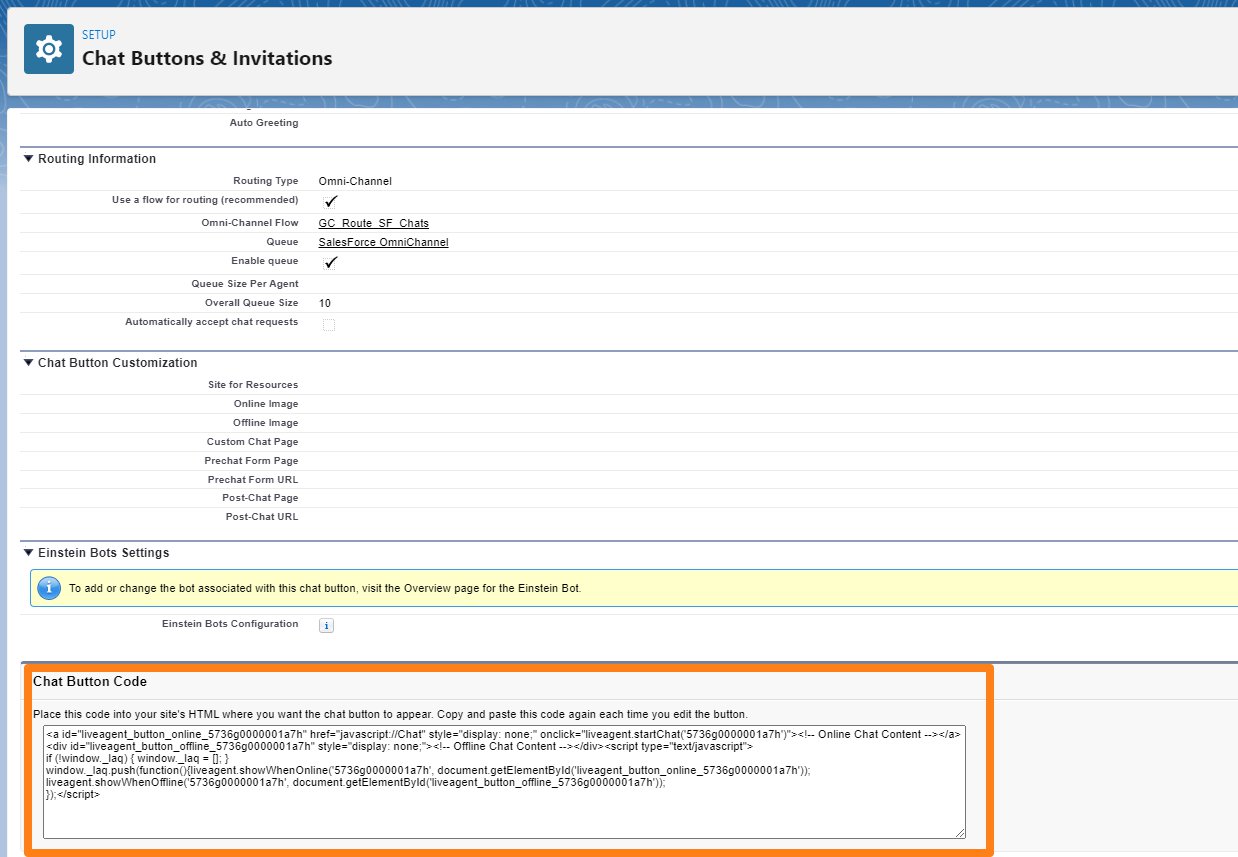 SETUP
Chat Buttons & Invitations
Auto Greeting
Routing Information
Routing Type Omni-Channel
Use a flow for routing (recommended)
Omni-Channel Flow GC_Route_SF_Chats
Queue SalesForce OmniChannel
Enable queue
Queue Size Per Agent
Overall Queue Size 10
Automatically accept chat requests
Chat Button Customization
Site for Resources
Online Image
Offline Image
Custom Chat Page
Prechat Form Page
Prechat Form URL
Post-Chat Page
Post-Chat URL
Einstein Bots Settings
To add or change the bot associated with this chat button, visit the Overview page for the Einstein Bot.
Einstein Bots Configuration
Chat Button Code
Place this code into your site's HTML where you want the chat button to appear. Copy and paste this code again each time you edit the button.
<a id="liveagent_button_online_5736g0000001a7h" href="javascript://Chat" style="display: none;" onclick="liveagent.startChat('5736g0000001a7h')"><!-- Online Chat Content --></a>
<div id="liveagent_button_offline_5736g0000001a7h" style="display: none;"><!-- Offline Chat Content --></div><script type="text/javascript">
if (!window._laq) { window._laq = []; }
window._laq.push(function(){liveagent.showWhenOnline('5736g0000001a7h', document.getElementById('liveagent_button_online_5736g0000001a7h'));
liveagent.showWhenOffline('5736g0000001a7h', document.getElementById('liveagent_button_offline_5736g0000001a7h'));
});</script>